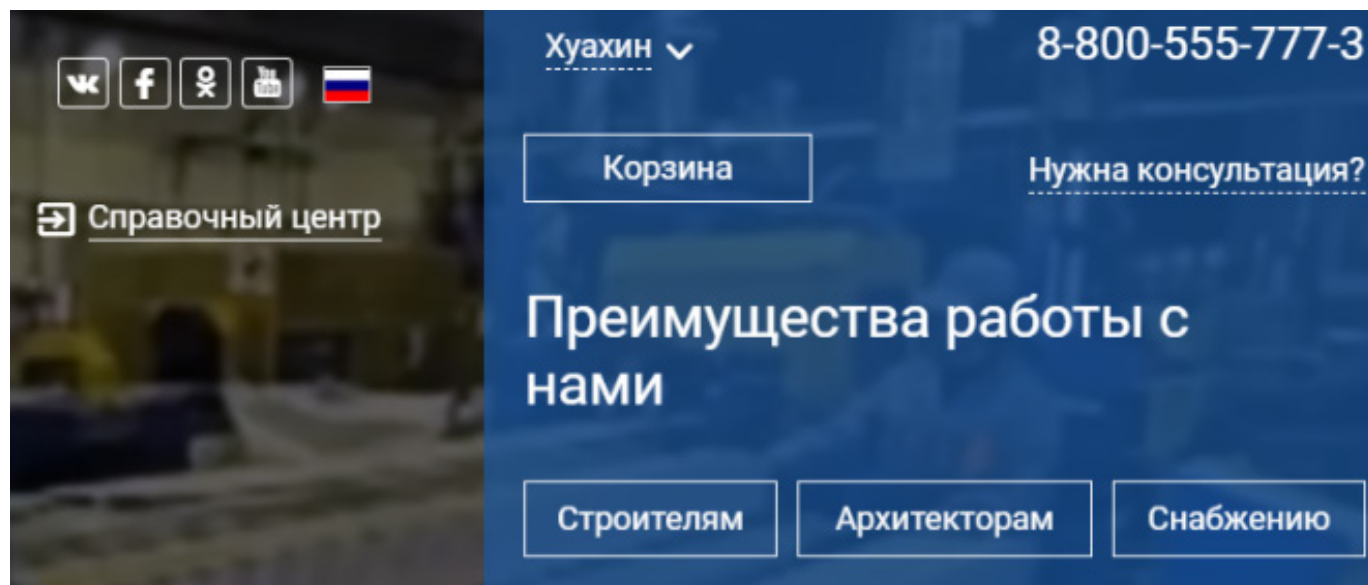 Хуахин
8-800-555-777-3
Корзина
Нужна консультация?
Справочный центр
Преимущества работы с
нами
Строителям
Архитекторам
Снабжению